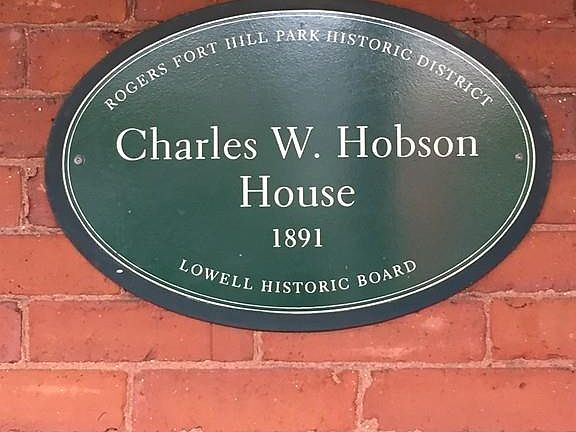 ROGERS FORT HILL PARK HISTORIC DISTRICT
Charles W. Hobson
House
1891
LOWELL HISTORIC BOARD